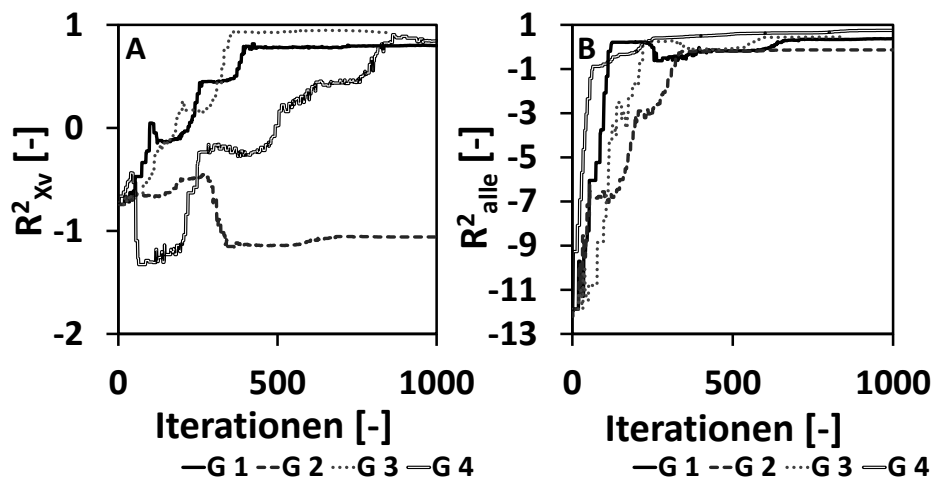 1
A
0
-1
-2
R²Xv [-]
0 500 1000
Iterationen [-]
G 1 G 2 G 3 G 4
1
B
-1
-3
-5
-7
-9
-11
-13
R²alle [-]
0 500 1000
Iterationen [-]
G 1 G 2 G 3 G 4